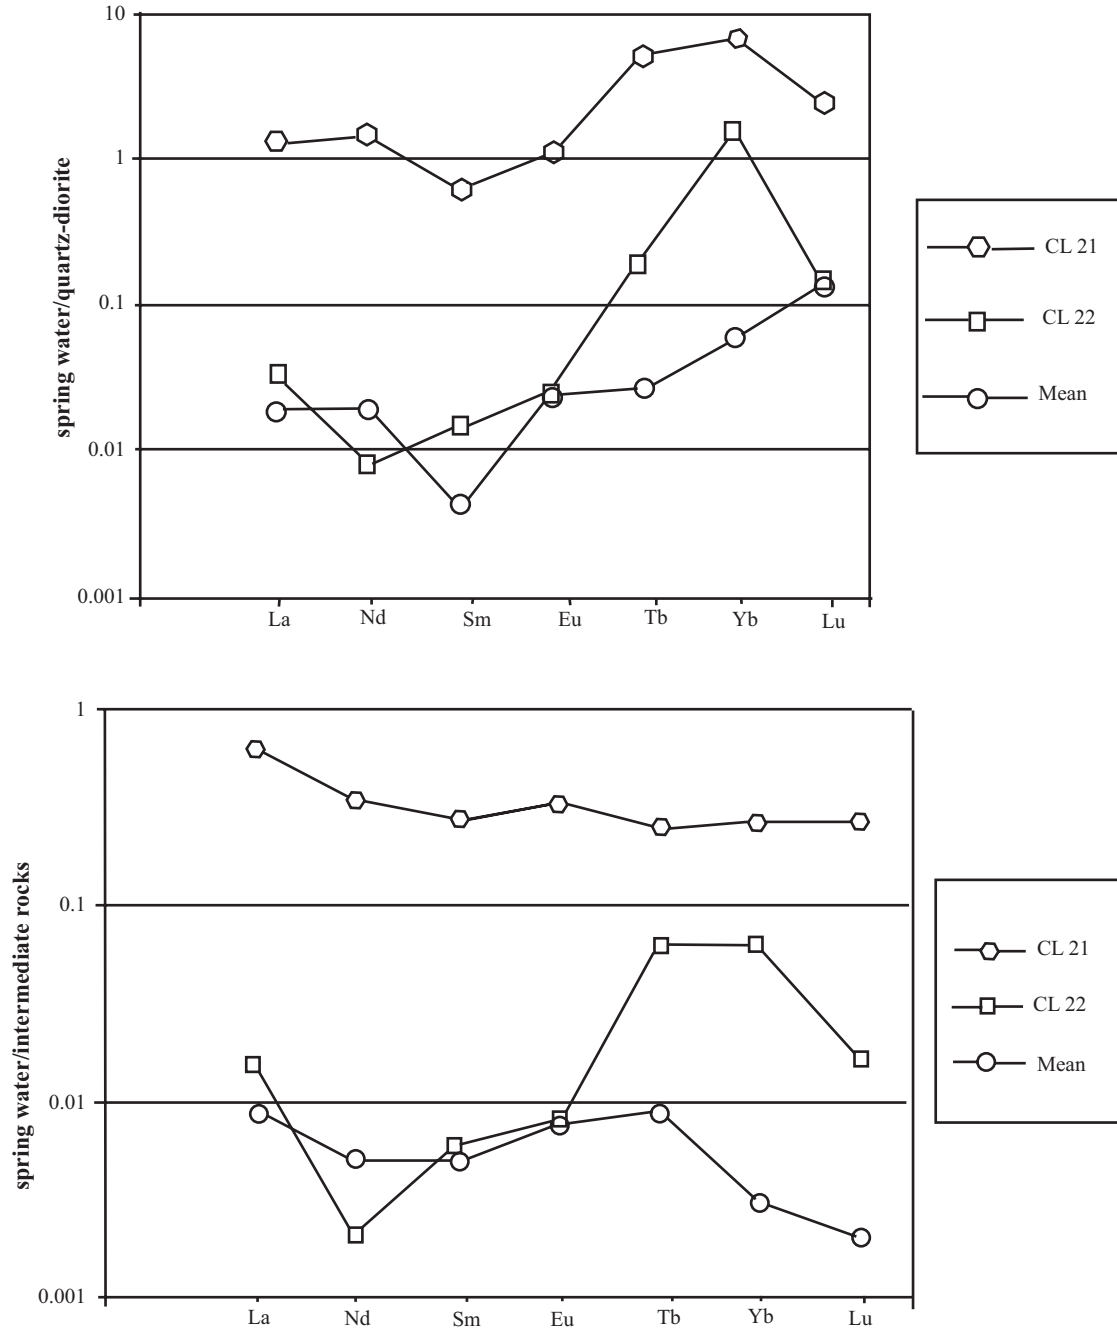 10
1
0.1
0.01
0.001
spring water/quartz-diorite
La Nd Sm Eu Tb Yb Lu
CL 21
CL 22
Mean
1
0.1
0.01
0.001
spring water/intermediate rocks
La Nd Sm Eu Tb Yb Lu
CL 21
CL 22
Mean